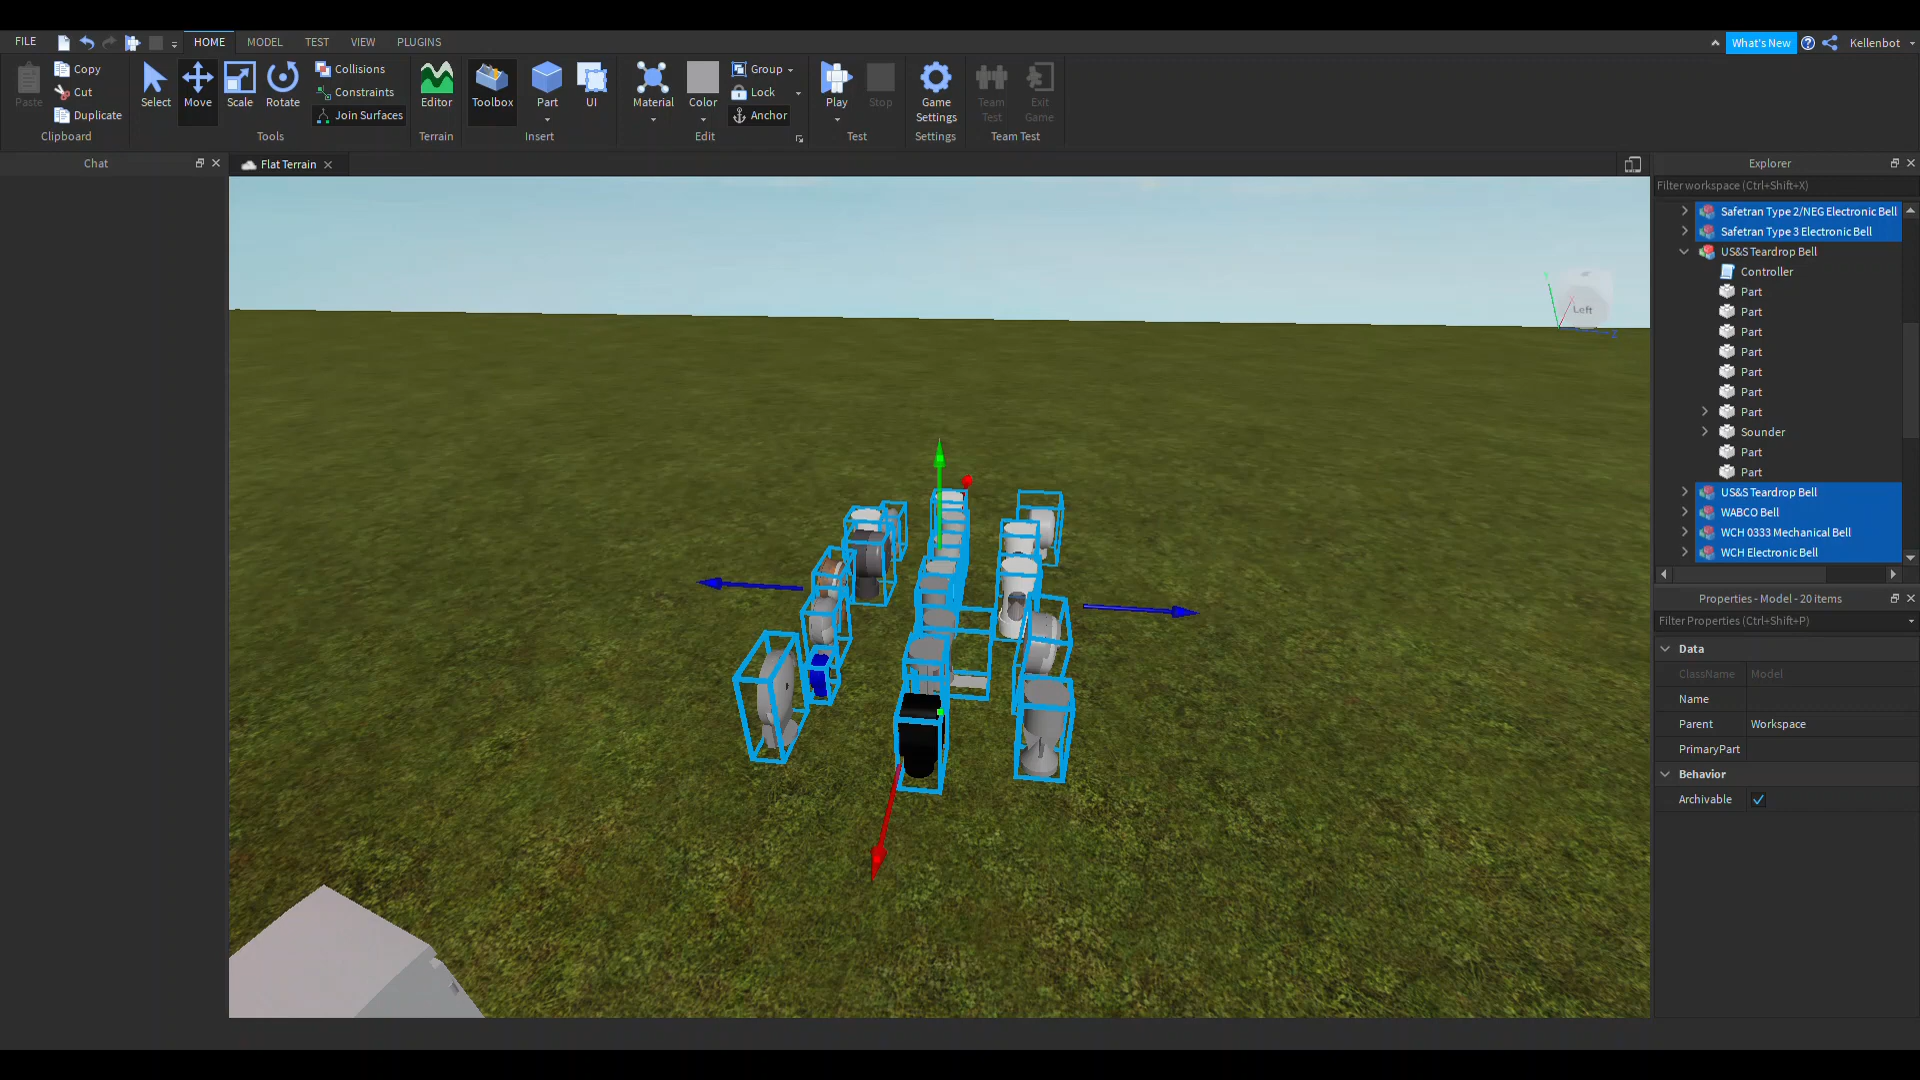 FILE
HOME
MODEL
TEST
VIEW
PLUGINS
What's New
Kellenbot
Paste
Copy
Cut
Duplicate
Clipboard
Select
Move
Scale
Rotate
Collisions
Constraints
Join Surfaces
Tools
Editor
Terrain
Toolbox
Part
UI
Insert
Material
Color
Group
Lock
Anchor
Edit
Play
Stop
Test
Game Settings
Settings
Team Test
Exit Game
Team Test
Chat
Flat Terrain
Explorer
Filter workspace (Ctrl+Shift+X)
Safetran Type 2/NEG Electronic Bell
Safetran Type 3 Electronic Bell
US&S Teardrop Bell
Controller
Part
Part
Part
Part
Part
Part
Part
Sounder
Part
Part
US&S Teardrop Bell
WABCO Bell
WCH 0333 Mechanical Bell
WCH Electronic Bell
Left
Properties - Model - 20 items
Filter Properties (Ctrl+Shift+P)
Data
ClassName Model
Name
Parent Workspace
PrimaryPart
Behavior
Archivable